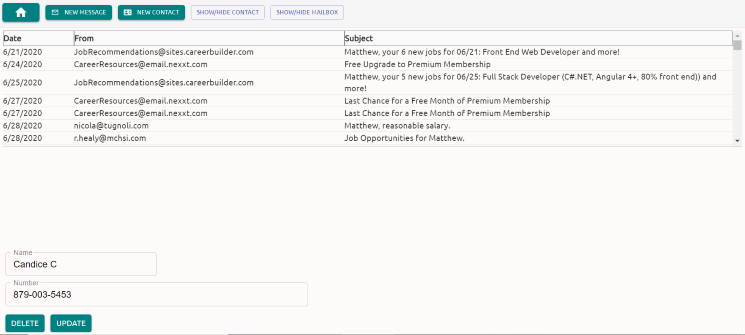 NEW MESSAGE NEW CONTACT SHOW/HIDE CONTACT SHOW/HIDE MAILBOX
Date From Subject
6/21/2020 JobRecommendations@sites.careerbuilder.com Matthew, your 6 new jobs for 06/21: Front End Web Developer and more!
6/24/2020 CareerResources@email.nexxt.com Free Upgrade to Premium Membership
6/25/2020 JobRecommendations@sites.careerbuilder.com Matthew, your 5 new jobs for 06/25: Full Stack Developer (C#.NET, Angular 4+, 80% front end)) and
more!
6/27/2020 CareerResources@email.nexxt.com Last Chance for a Free Month of Premium Membership
6/27/2020 CareerResources@email.nexxt.com Last Chance for a Free Month of Premium Membership
6/28/2020 nicola@tugnoli.com Matthew, reasonable salary.
6/28/2020 r.healy@mchsi.com Job Opportunities for Matthew.
Name
Candice C
Number
879-003-5453
DELETE UPDATE